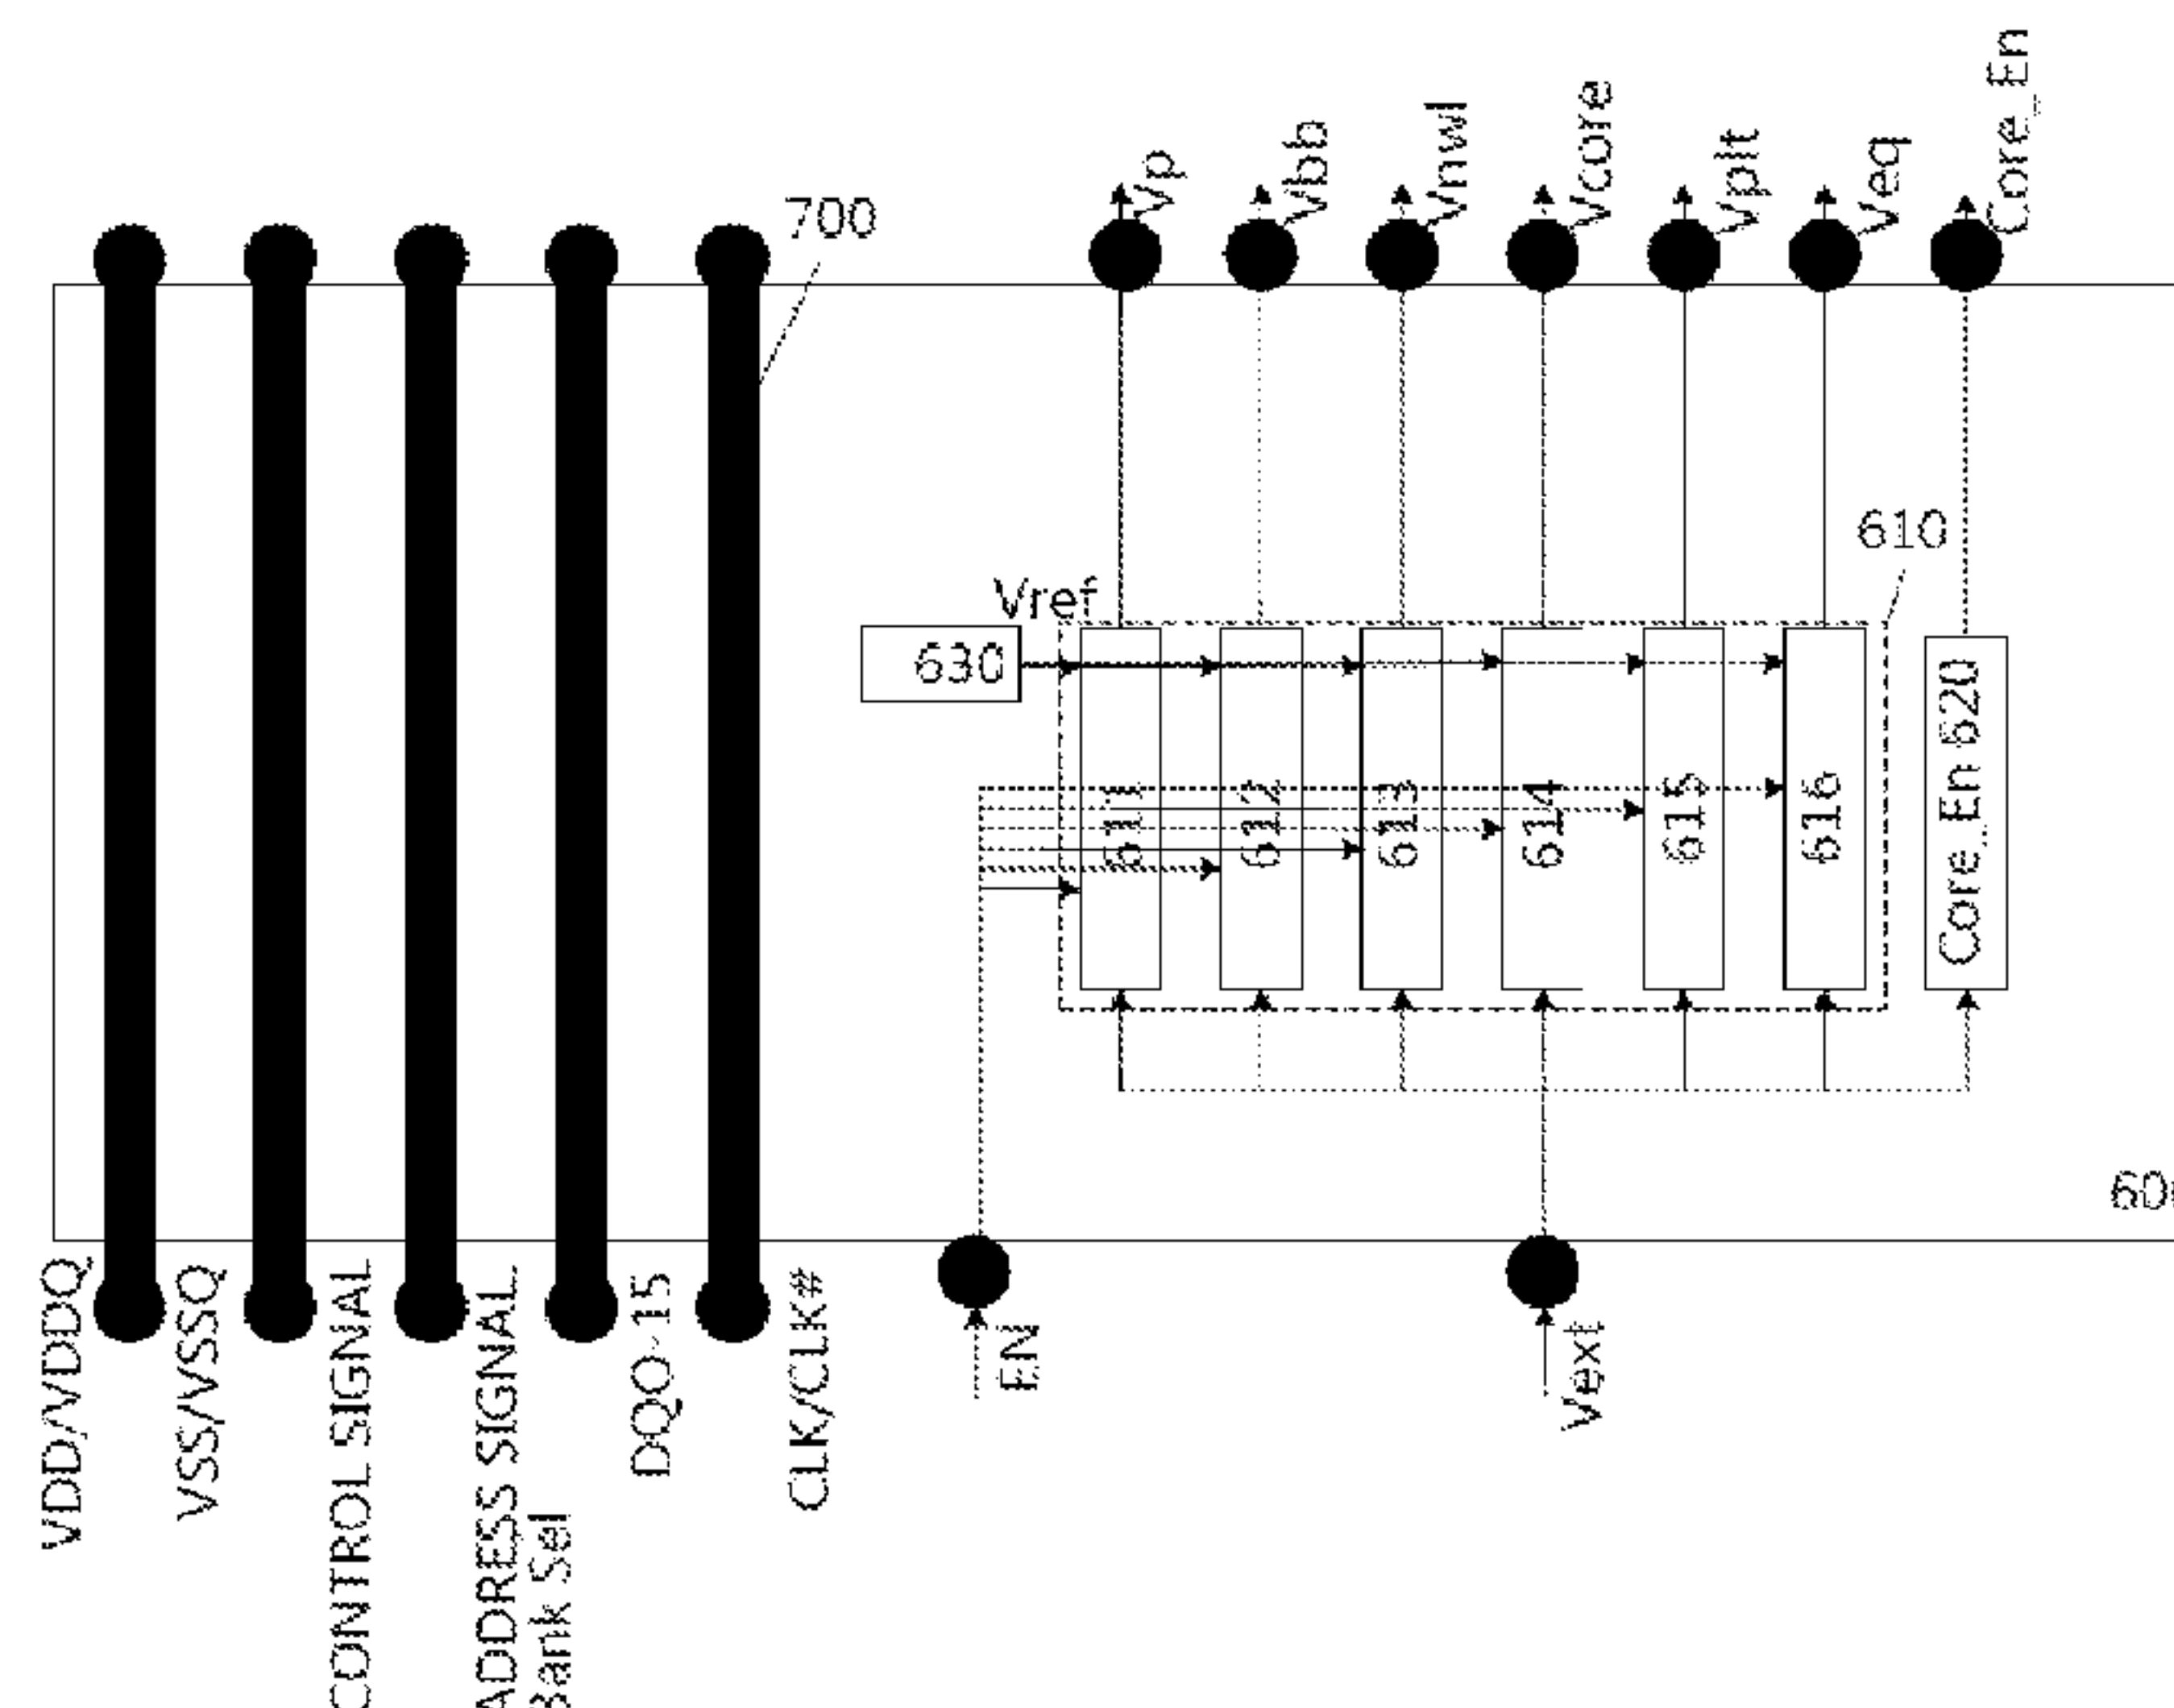 Vp
Vbb
Vnwl
Vcore
Vplt
Veq
Core_En
700
610
Vref
630
611
612
613
614
615
616
Core_En 620
VDD/VDDQ
VSS/VSSQ
CONTROL SIGNAL
ADDRESS SIGNAL
Bank Sel
DQ0~15
CLK/CLK#
EN
Vext